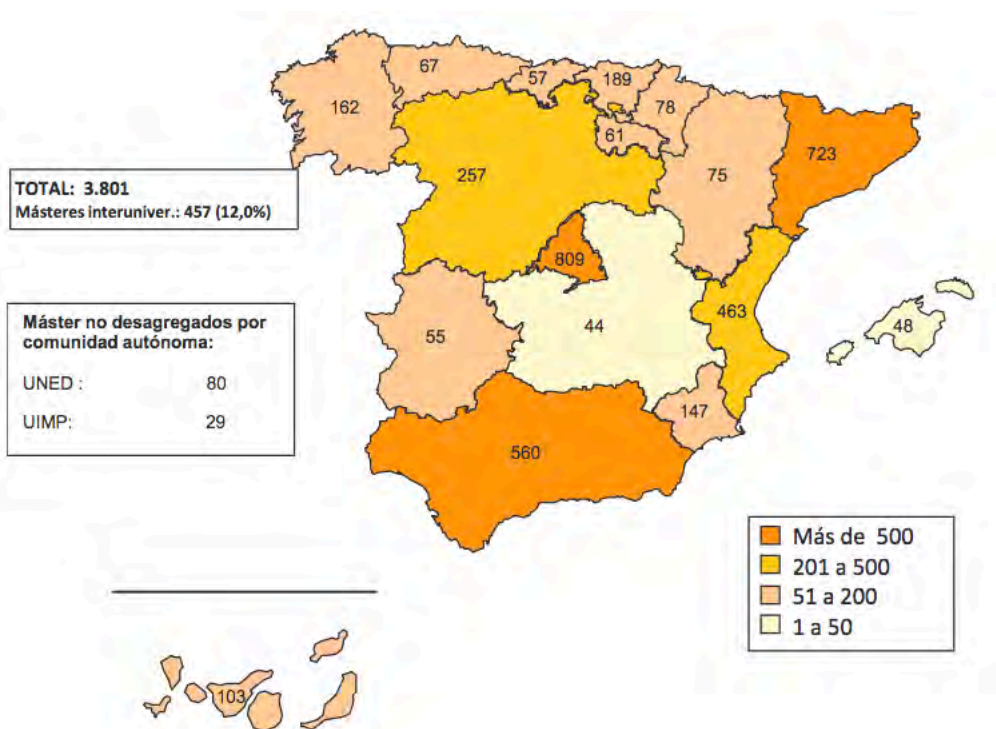 67
57
189
162
78
61
723
257
75
TOTAL: 3.801
Másteres interuniver.: 457 (12,0%)
809
463
48
44
55
Máster no desagregados por
comunidad autónoma:
UNED : 80
UIMP: 29
147
560
Más de 500
201 a 500
51 a 200
1 a 50
103